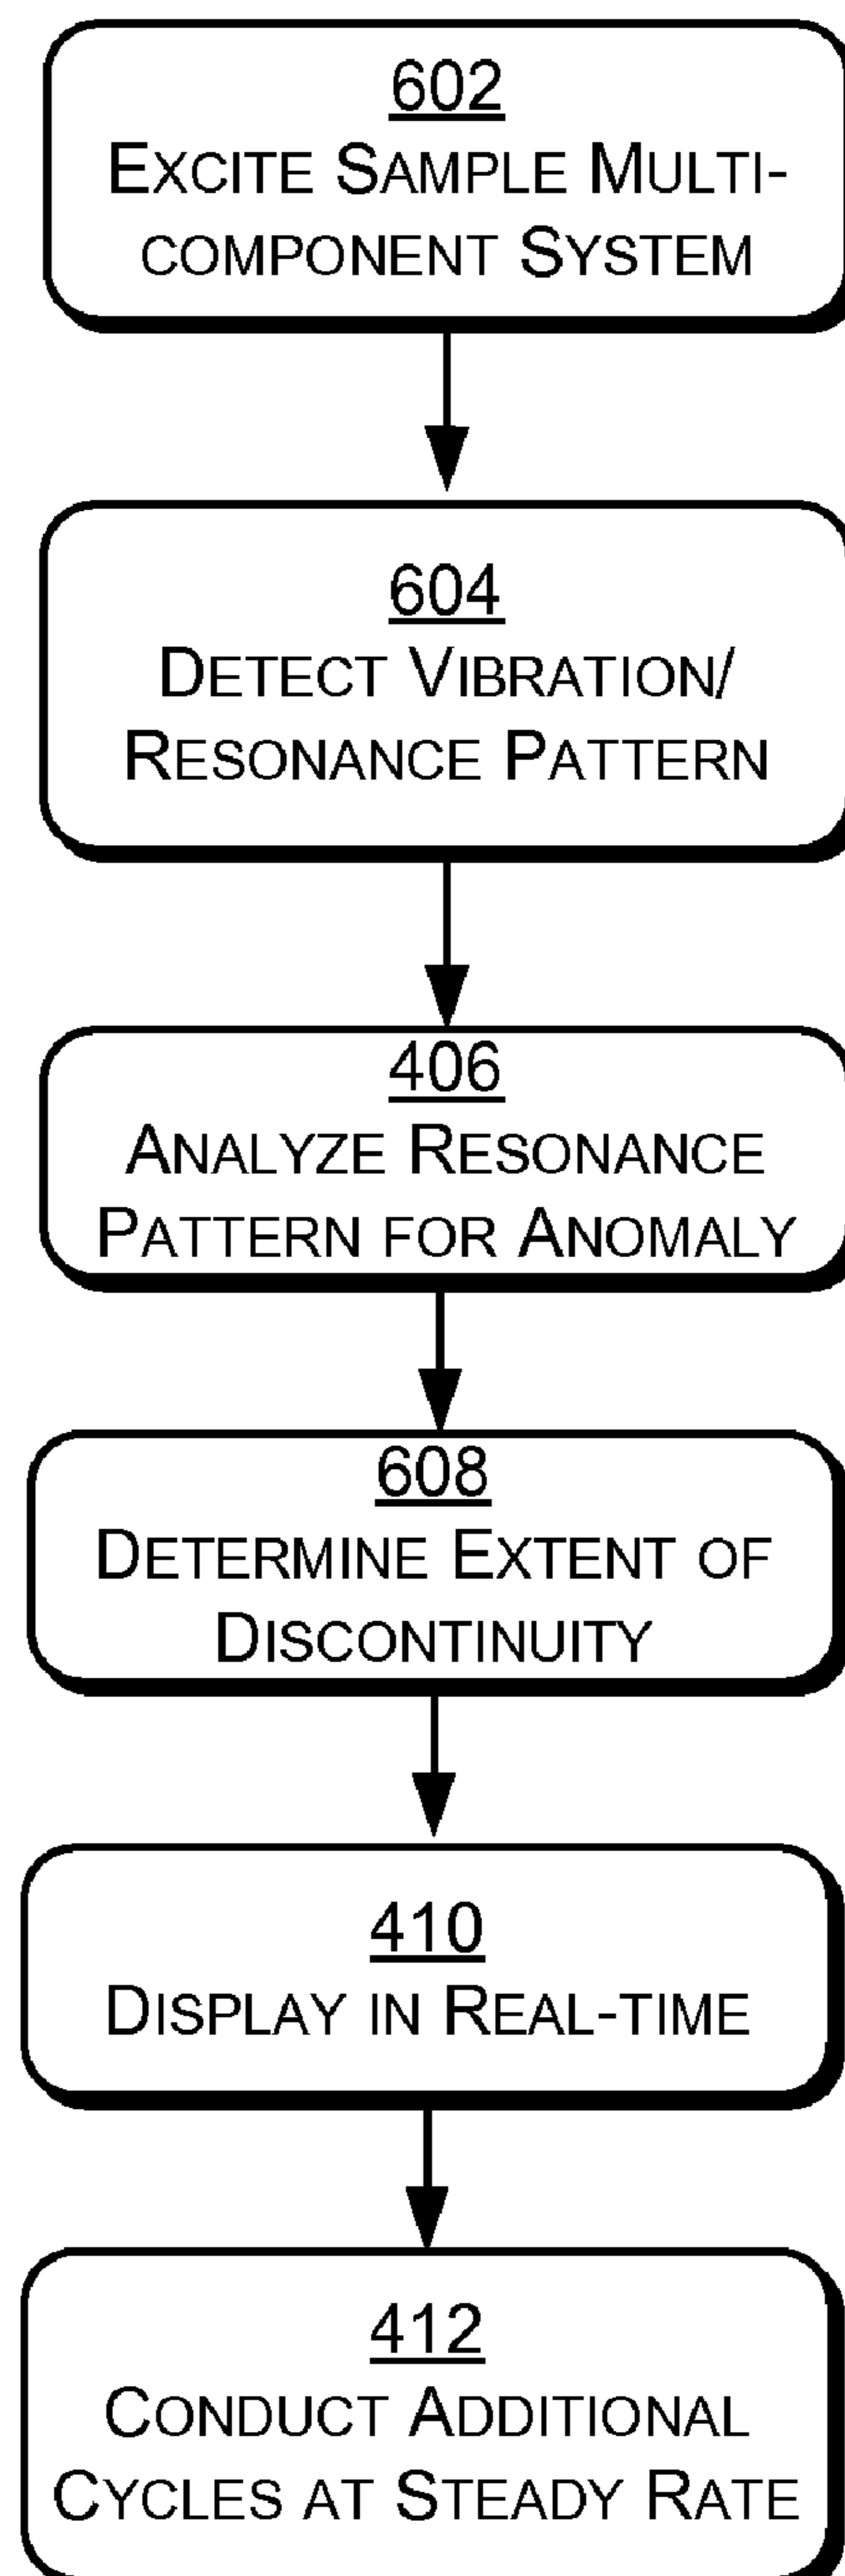 602
EXCITE SAMPLE MULTI-
COMPONENT SYSTEM
604
DETECT VIBRATION/
RESONANCE PATTERN
406
ANALYZE RESONANCE
PATTERN FOR ANOMALY
608
DETERMINE EXTENT OF
DISCONTINUITY
410
DISPLAY IN REAL-TIME
412
CONDUCT ADDITIONAL
CYCLES AT STEADY RATE